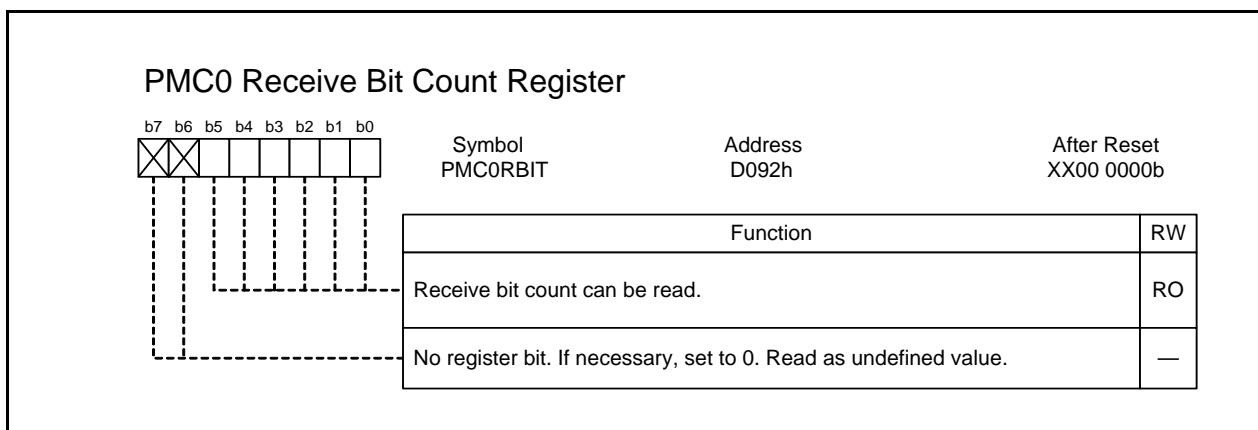 PMC0 Receive Bit Count Register
b7 b6 b5 b4 b3 b2 b1 b0
Symbol Address After Reset
PMC0RBIT D092h XX00 0000b
Function RW
Receive bit count can be read. RO
No register bit. If necessary, set to 0. Read as undefined value. —